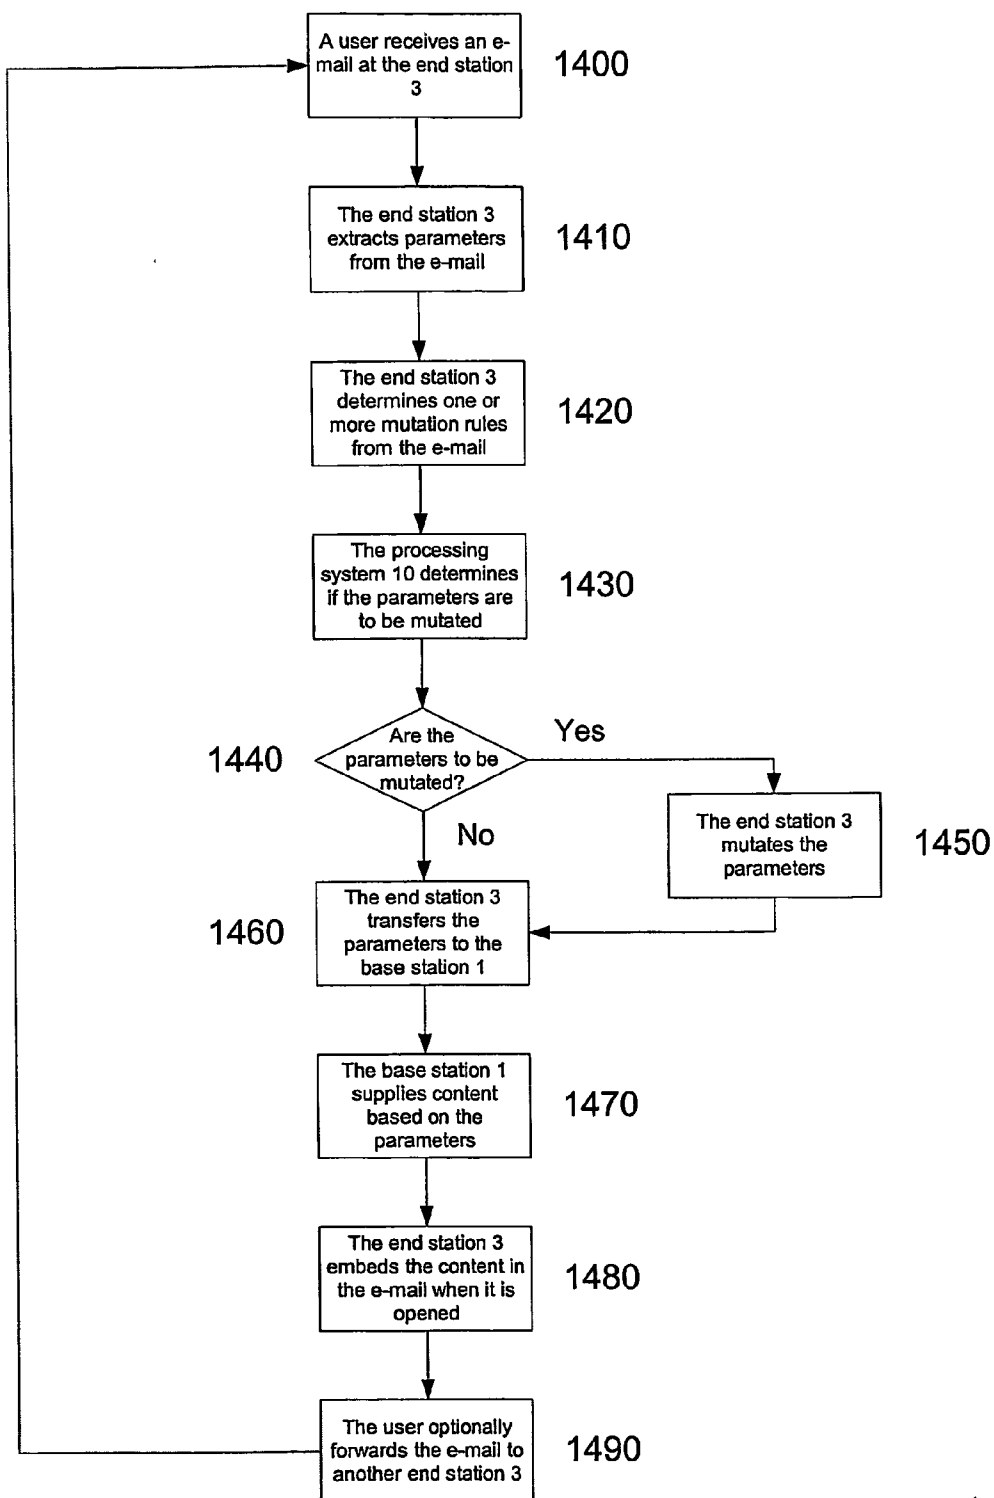 A user receives an e-
mail at the end station
3
1400
The end station 3
extracts parameters
from the e-mail
1410
The end station 3
determines one or
more mutation rules
from the e-mail
1420
The processing
system 10 determines
if the parameters are
to be mutated
1430
1440
Are the
parameters to be
mutated?
Yes
No
The end station 3
mutates the
parameters
1450
1460
The end station 3
transfers the
parameters to the
base station 1
The base station 1
supplies content
based on the
parameters
1470
The end station 3
embeds the content in
the e-mail when it is
opened
1480
The user optionally
forwards the e-mail to
another end station 3
1490